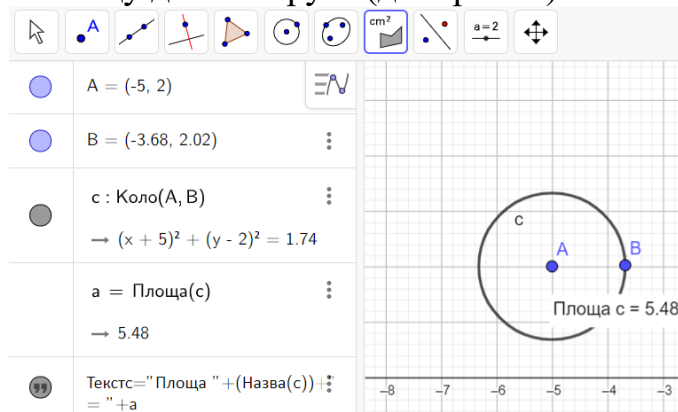 A
cm²
a=2
A = (-5, 2)
B = (-3.68, 2.02)
c : Коло(A, B)
→ (x + 5)² + (y - 2)² = 1.74
a = Площа(c)
→ 5.48
Текстc="Площа "+(Назва(c))+"
= "+a
c
A
B
Площа c = 5.48
-8 -7 -6 -5 -4 -3